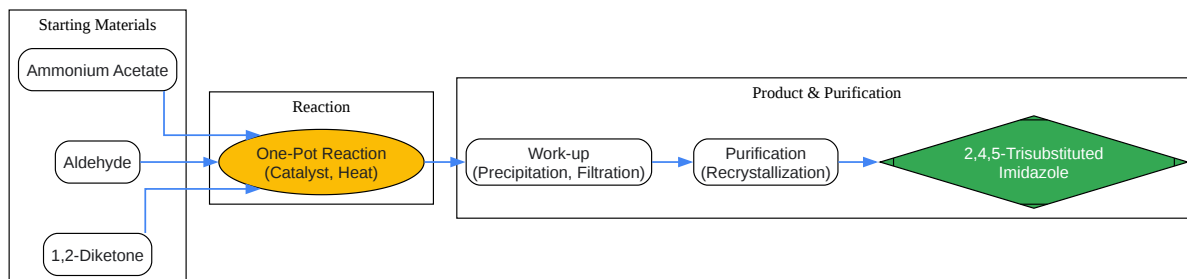 Starting Materials
Ammonium Acetate
Aldehyde
1,2-Diketone
Reaction
One-Pot Reaction
(Catalyst, Heat)
Product & Purification
Work-up
(Precipitation, Filtration)
Purification
(Recrystallization)
2,4,5-Trisubstituted
Imidazole